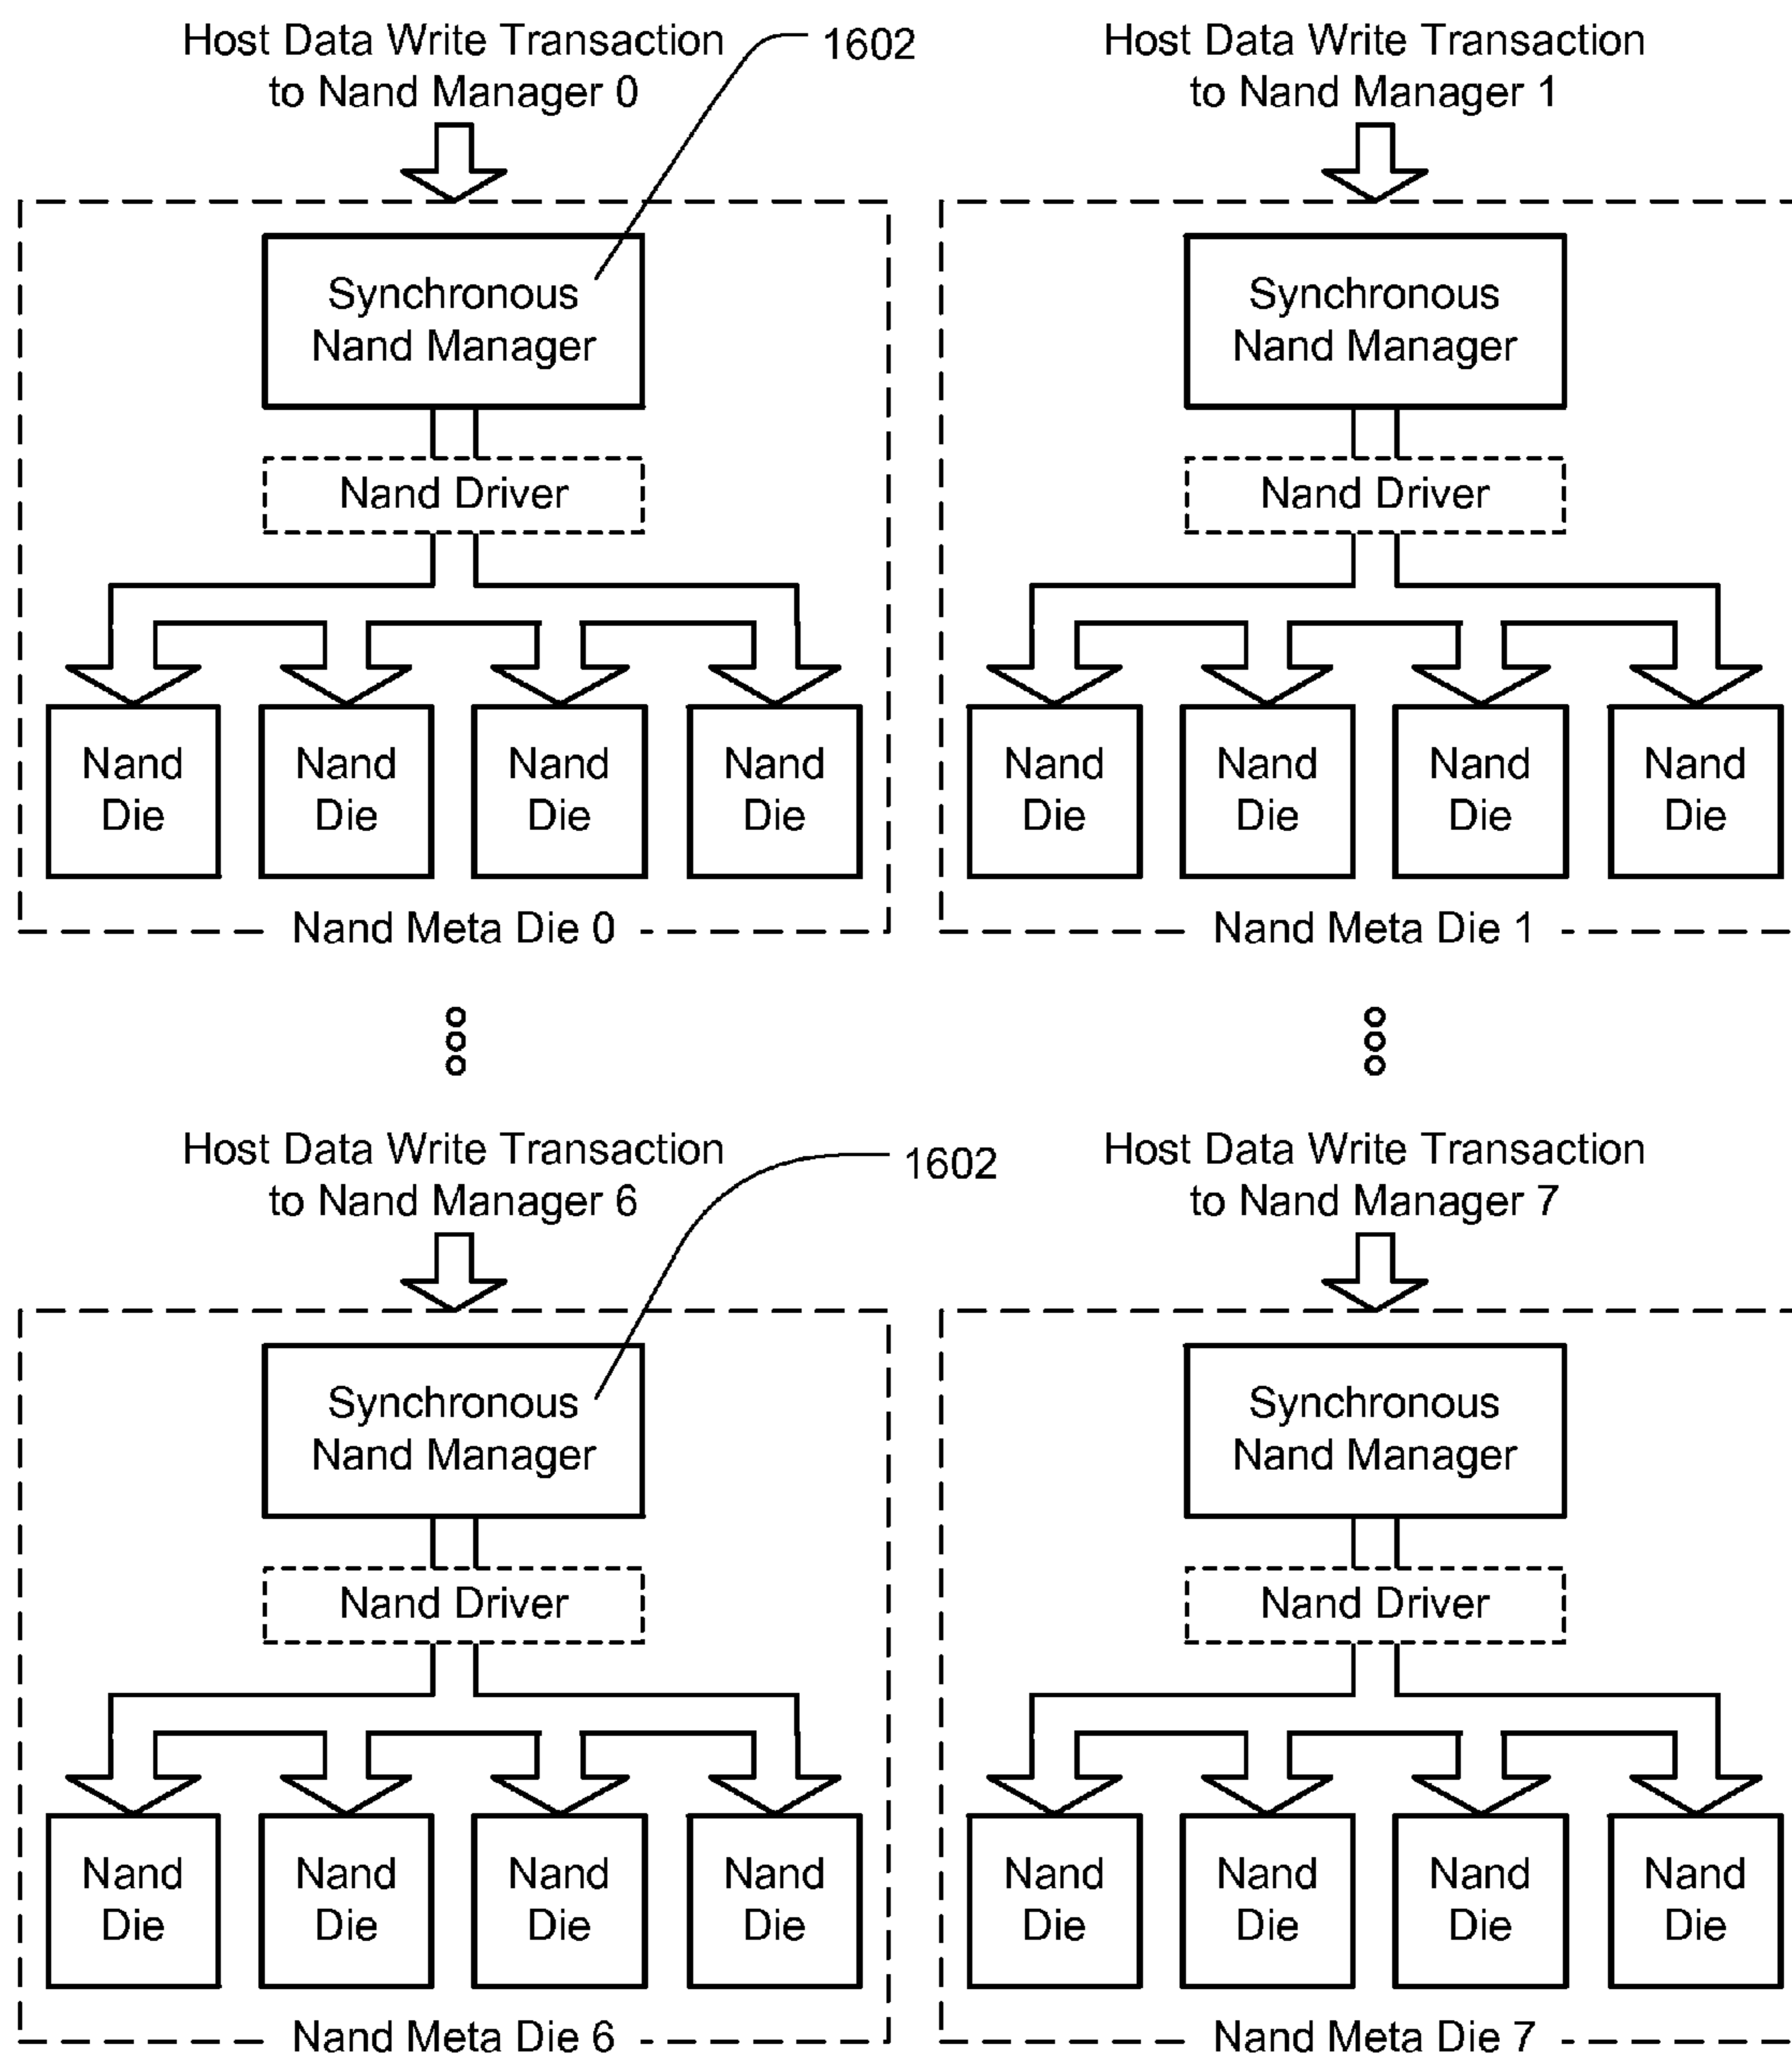 Host Data Write Transaction
to Nand Manager 0
1602
Host Data Write Transaction
to Nand Manager 1
Synchronous
Nand Manager
Synchronous
Nand Manager
Nand Driver
Nand Driver
Nand
Die
Nand
Die
Nand
Die
Nand
Die
Nand
Die
Nand
Die
Nand
Die
Nand
Die
Nand Meta Die 0
Nand Meta Die 1
Host Data Write Transaction
to Nand Manager 6
1602
Host Data Write Transaction
to Nand Manager 7
Synchronous
Nand Manager
Synchronous
Nand Manager
Nand Driver
Nand Driver
Nand
Die
Nand
Die
Nand
Die
Nand
Die
Nand
Die
Nand
Die
Nand
Die
Nand
Die
Nand Meta Die 6
Nand Meta Die 7